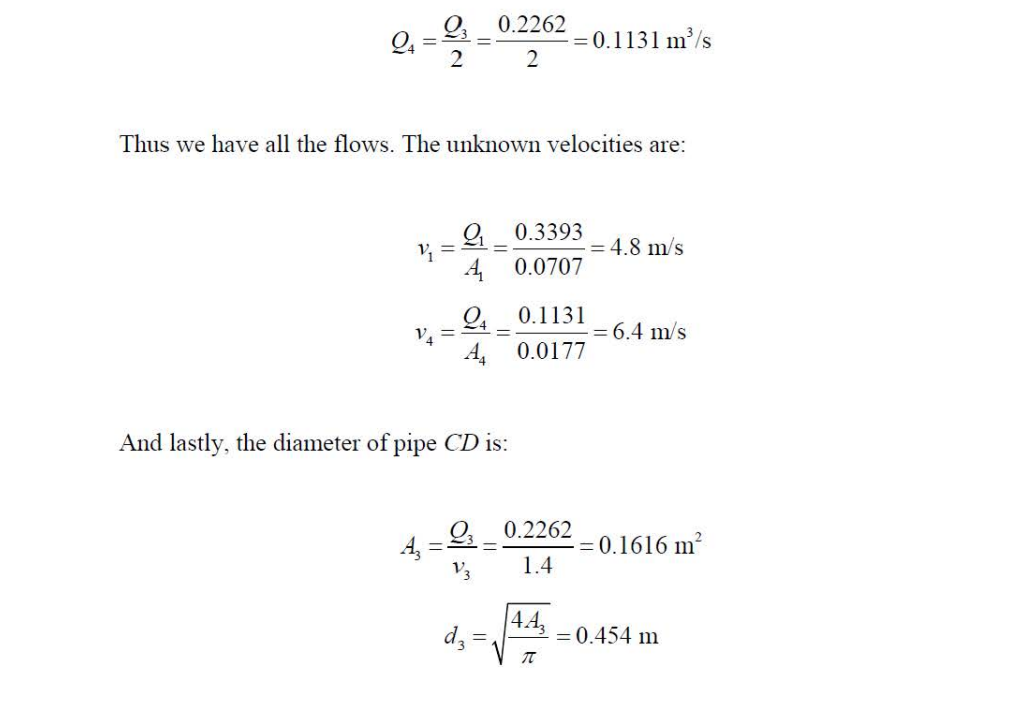 Q₄ = Q₃/2 = 0.2262/2 = 0.1131 m³/s
Thus we have all the flows. The unknown velocities are:
v₁ = Q₁/A₁ = 0.3393/0.0707 = 4.8 m/s
v₄ = Q₄/A₄ = 0.1131/0.0177 = 6.4 m/s
And lastly, the diameter of pipe CD is:
A₃ = Q₃/v₃ = 0.2262/1.4 = 0.1616 m²
d₃ = √(4A₃/π) = 0.454 m